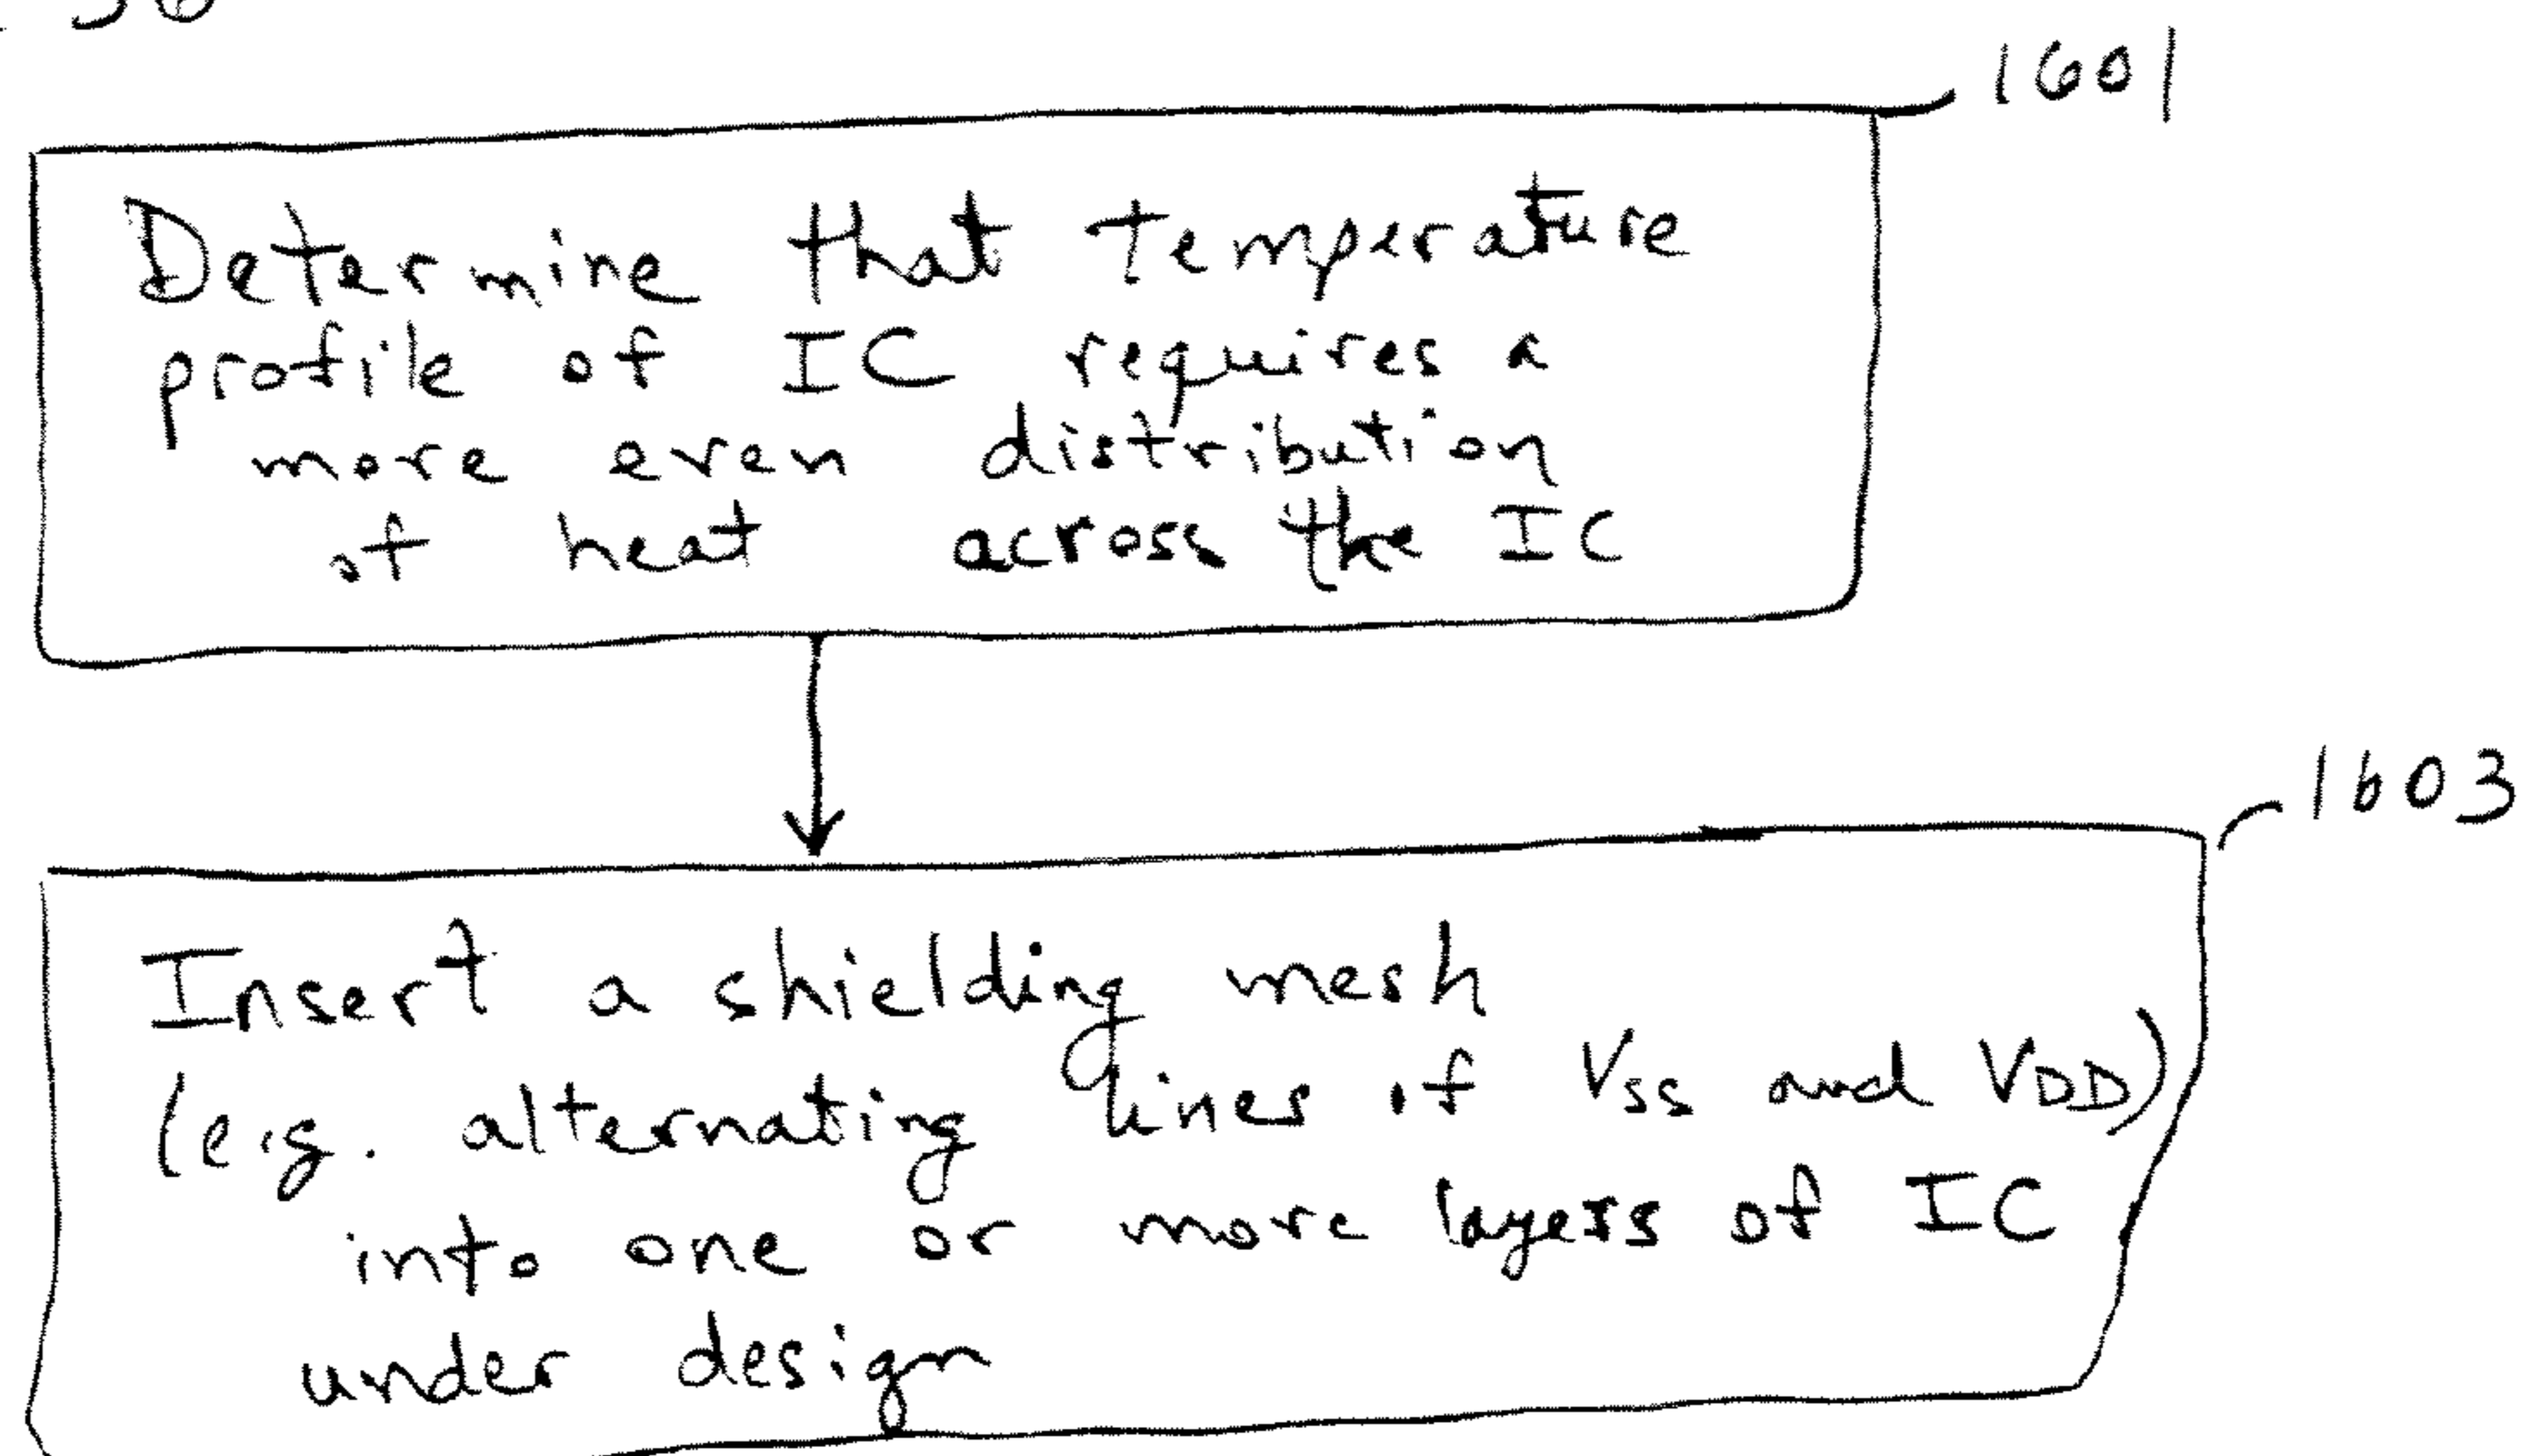 1601
Determine that temperature
profile of IC requires a
more even distribution
of heat across the IC
1603
Insert a shielding mesh
(e.g. alternating lines of VSS and VDD)
into one or more layers of IC
under design